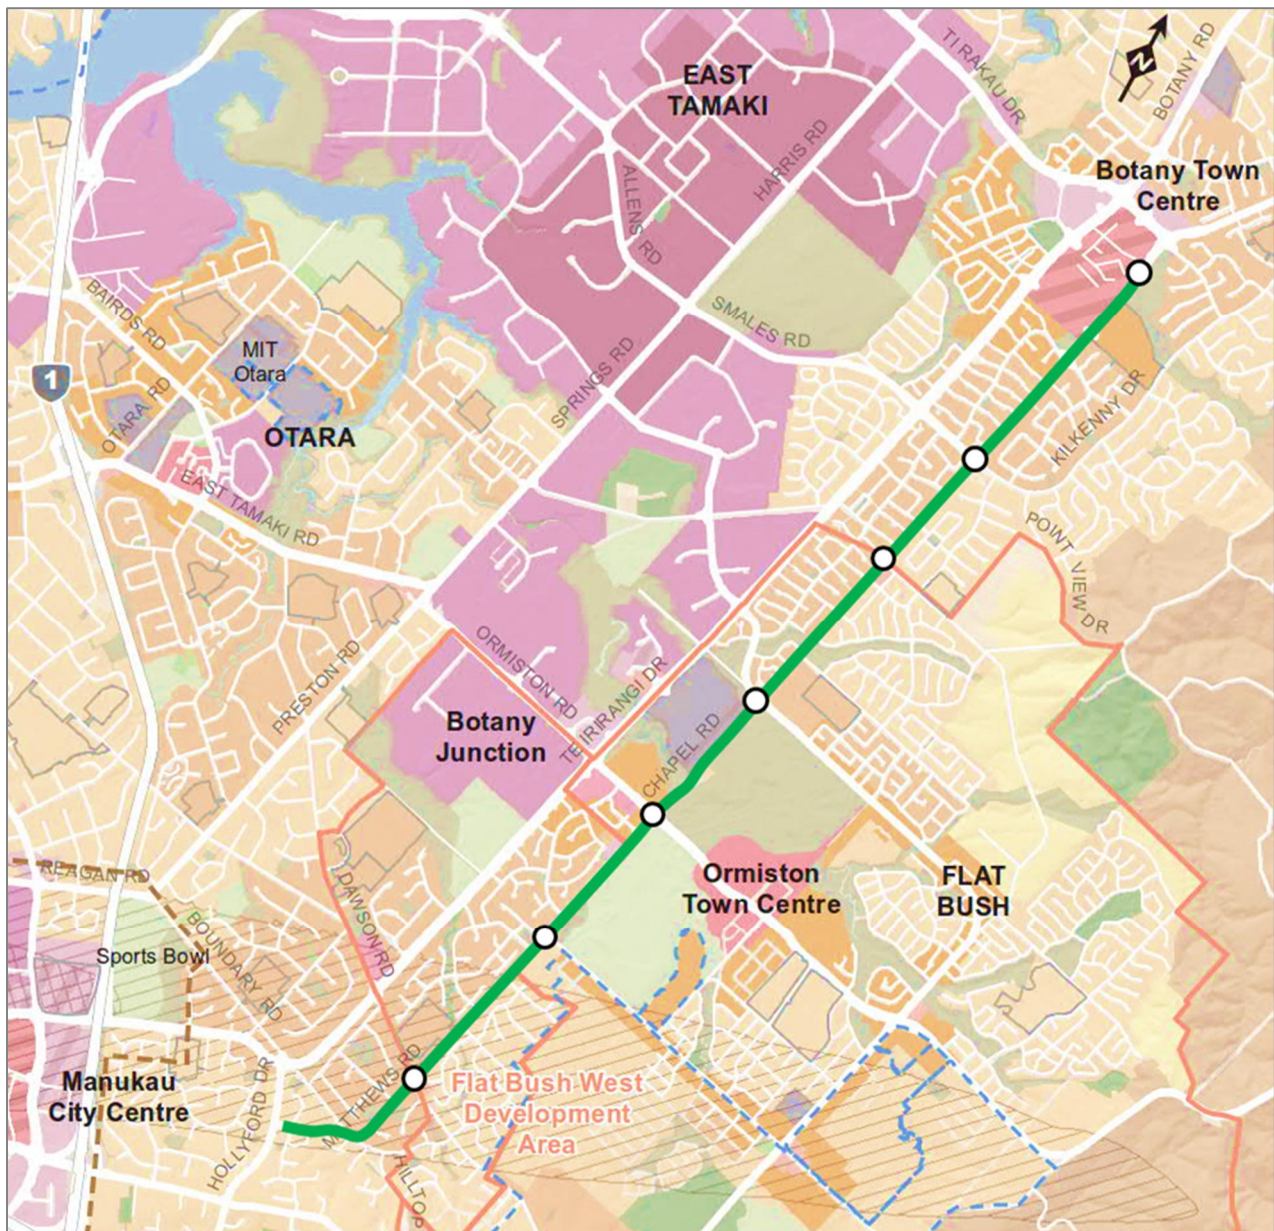 EAST
TAMAKI
TI RAKAU DR
N
BOTANY RD
HARRIS RD
ALLENS RD
Botany Town
Centre
BAIRDS RD
SMALES RD
MIT
Otara
SPRINGS RD
1
OTARA RD
OTARA
KILKENNY DR
EAST TAMAKI RD
POINT VIEW DR
ORMISTON RD
PRESTON RD
TE IRIRANGI DR
Botany
Junction
CHAPEL RD
Ormiston
Town Centre
FLAT
BUSH
REAGAN RD
DAWSON RD
BOUNDARY RD
Sports Bowl
MATTHEWS RD
Manukau
City Centre
Flat Bush West
Development
Area
HOLLYFORD DR
HILLTOP